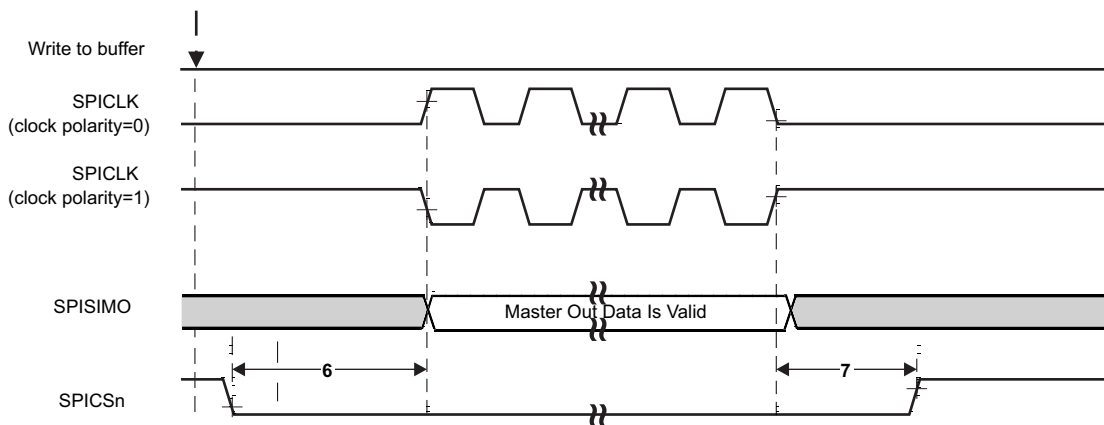 Write to buffer
SPICLK
(clock polarity=0)
SPICLK
(clock polarity=1)
SPISIMO
Master Out Data Is Valid
6
7
SPICSn